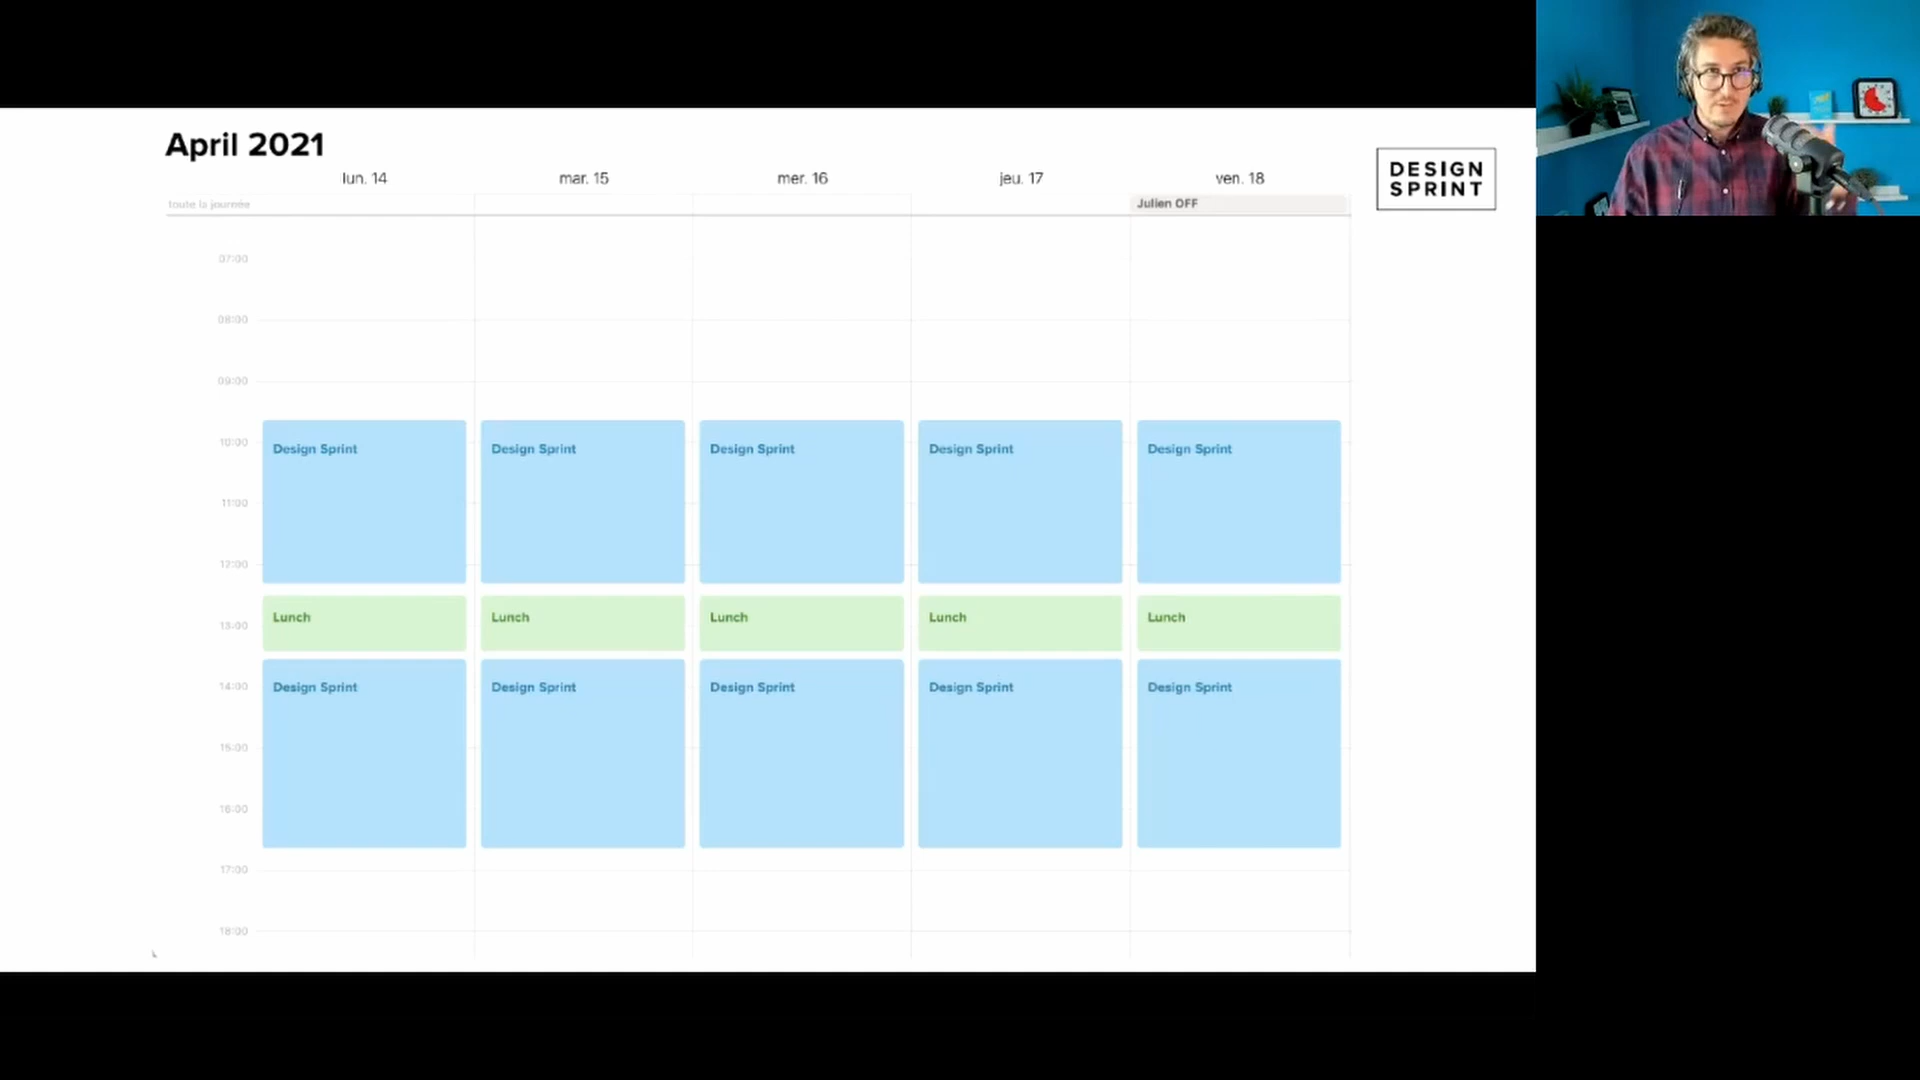 April 2021
lun. 14 mar. 15 mer. 16 jeu. 17 ven. 18
DESIGN
SPRINT
toute la journée Julien OFF
07:00
08:00
09:00
10:00 Design Sprint Design Sprint Design Sprint Design Sprint Design Sprint
11:00
12:00
Lunch Lunch Lunch Lunch Lunch
13:00
14:00 Design Sprint Design Sprint Design Sprint Design Sprint Design Sprint
15:00
16:00
17:00
18:00